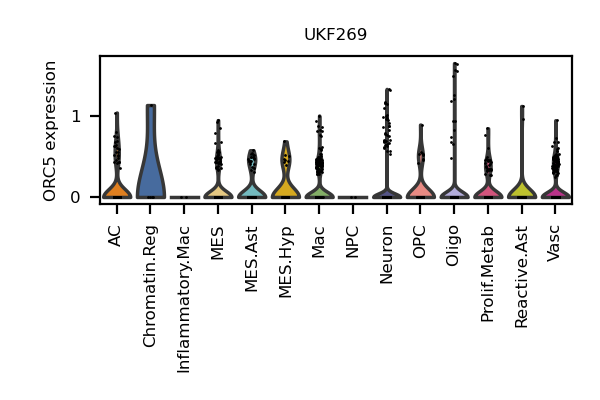 UKF269
ORC5 expression
1
0
AC
Chromatin.Reg
Inflammatory.Mac
MES
MES.Ast
MES.Hyp
Mac
NPC
Neuron
OPC
Oligo
Prolif.Metab
Reactive.Ast
Vasc